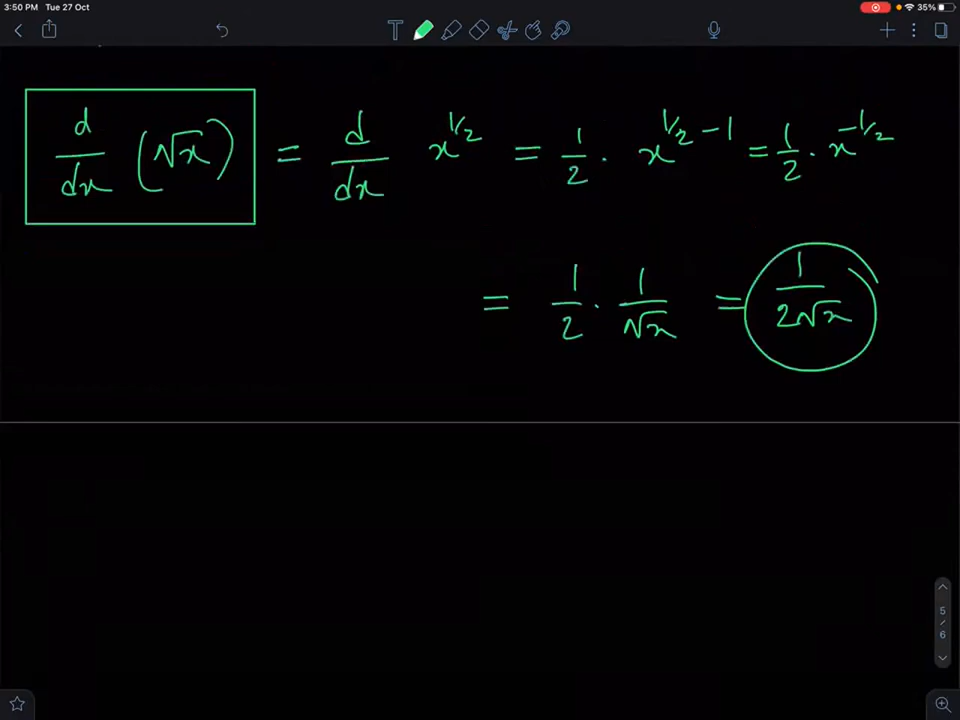 3:50 PM Tue 27 Oct 35%
T
d/dx (√x) = d/dx x^1/2 = 1/2 · x^1/2 - 1 = 1/2 · x^-1/2
= 1/2 · 1/√x = 1/2√x
5
/
6